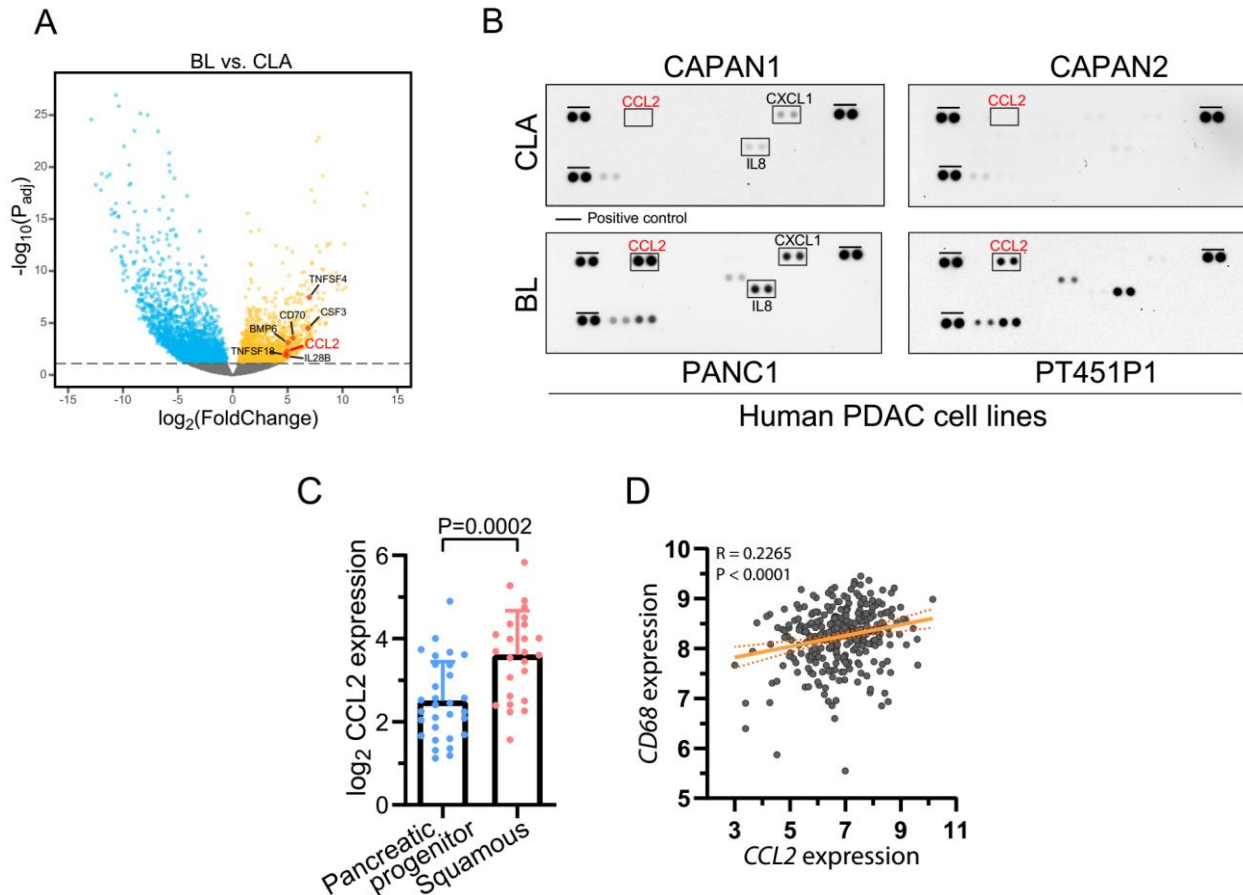 A
BL vs. CLA
-log10(Padj)
25
20
15
10
5
0
TNFSF4
CD70
CSF3
BMP6
CCL2
TNFSF18
IL28B
-15 -10 -5 0 5 10 15
log2(FoldChange)
B
CAPAN1 CAPAN2
CLA
CCL2 CXCL1 CCL2
IL8
Positive control
BL
CCL2 CXCL1 CCL2
IL8
PANC1 PT451P1
Human PDAC cell lines
C
P=0.0002
log2 CCL2 expression
6
4
2
0
Pancreatic
progenitor
Squamous
D
R = 0.2265
P < 0.0001
CD68 expression
10
9
8
7
6
5
3 5 7 9 11
CCL2 expression